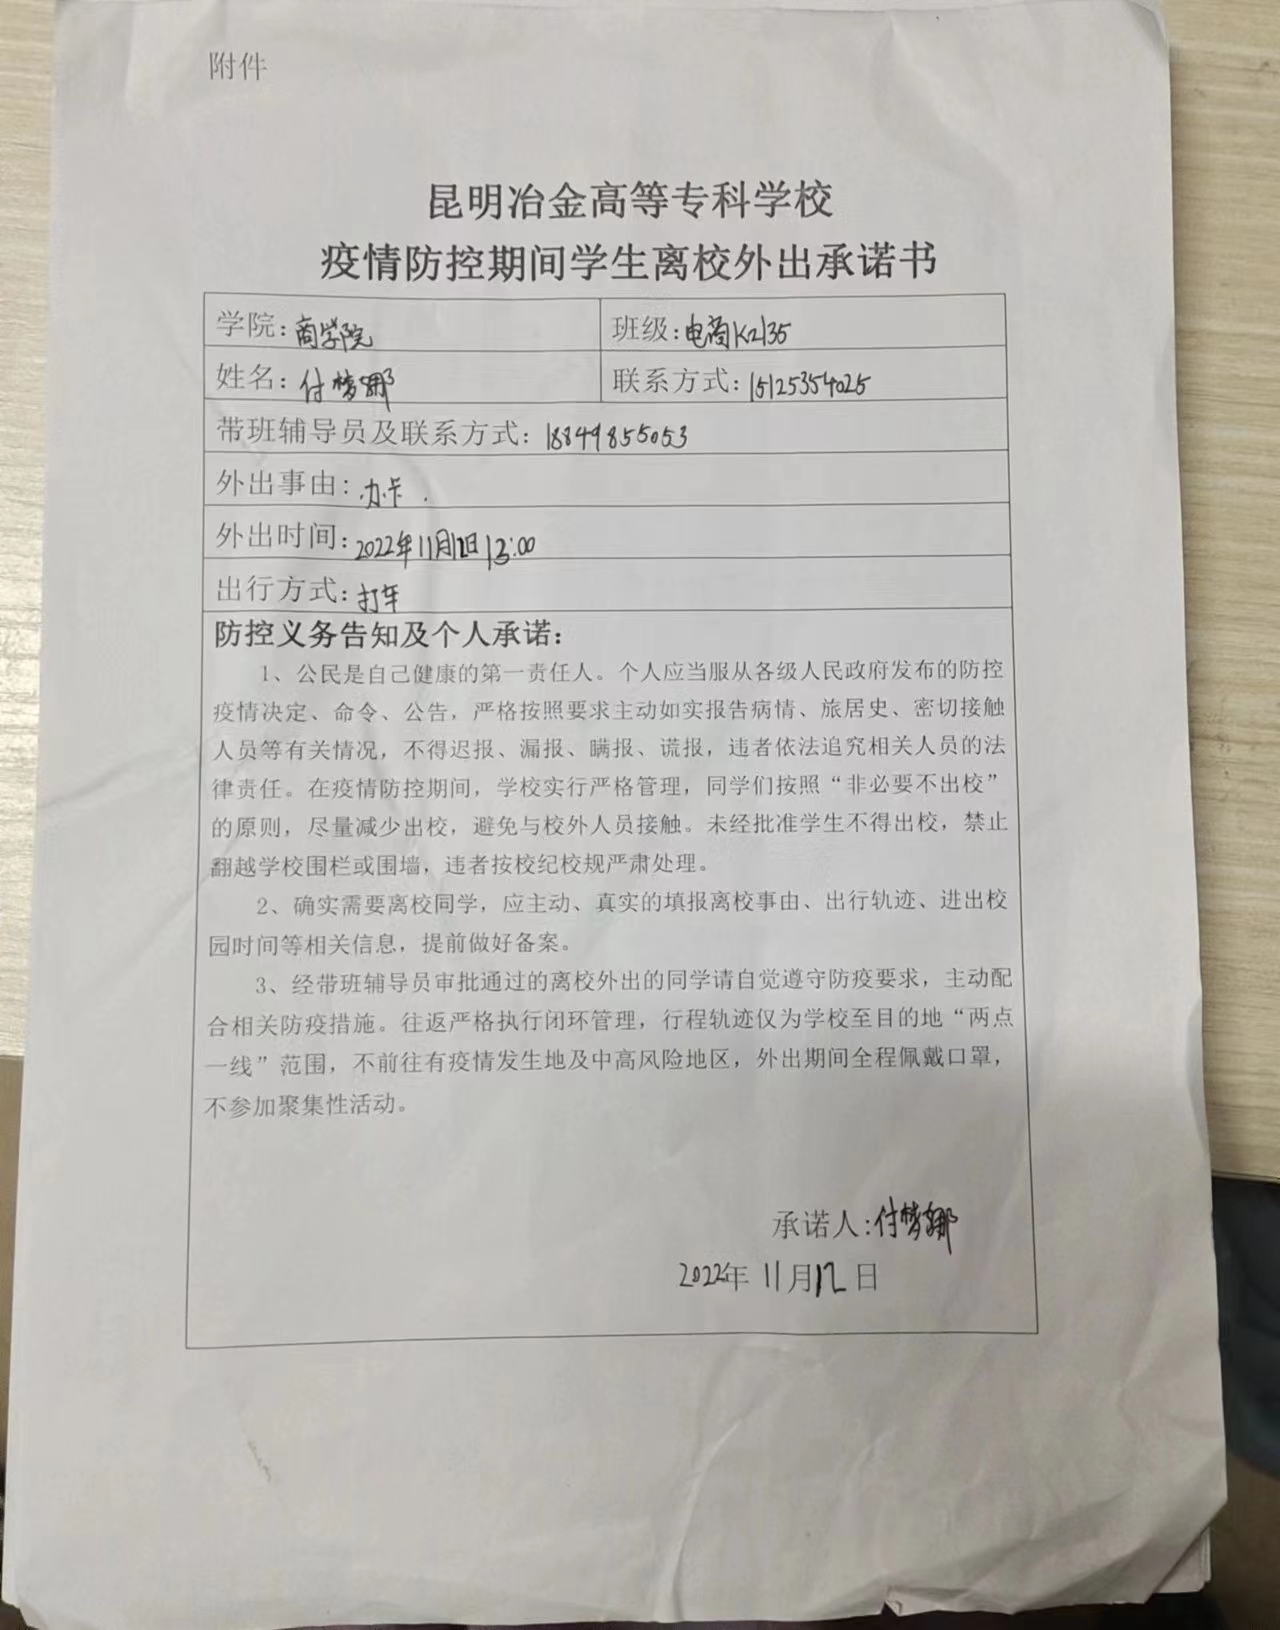 附件
昆明冶金高等专科学校
疫情防控期间学生离校外出承诺书
学院：商学院 班级：电商K2135
姓名：付梦娜 联系方式：15125354025
带班辅导员及联系方式：18849855053
外出事由：办卡．
外出时间：2022年11月12日13:00
出行方式：打车
防控义务告知及个人承诺：
1、公民是自己健康的第一责任人。个人应当服从各级人民政府发布的防控
疫情决定、命令、公告，严格按照要求主动如实报告病情、旅居史、密切接触
人员等有关情况，不得迟报、漏报、瞒报、谎报，违者依法追究相关人员的法
律责任。在疫情防控期间，学校实行严格管理，同学们按照“非必要不出校”
的原则，尽量减少出校，避免与校外人员接触。未经批准学生不得出校，禁止
翻越学校围栏或围墙，违者按校纪校规严肃处理。
2、确实需要离校同学，应主动、真实的填报离校事由、出行轨迹、进出校
园时间等相关信息，提前做好备案。
3、经带班辅导员审批通过的离校外出的同学请自觉遵守防疫要求，主动配
合相关防疫措施。往返严格执行闭环管理，行程轨迹仅为学校至目的地“两点
一线”范围，不前往有疫情发生地及中高风险地区，外出期间全程佩戴口罩，
不参加聚集性活动。
承诺人：付梦娜
2022年11月12日